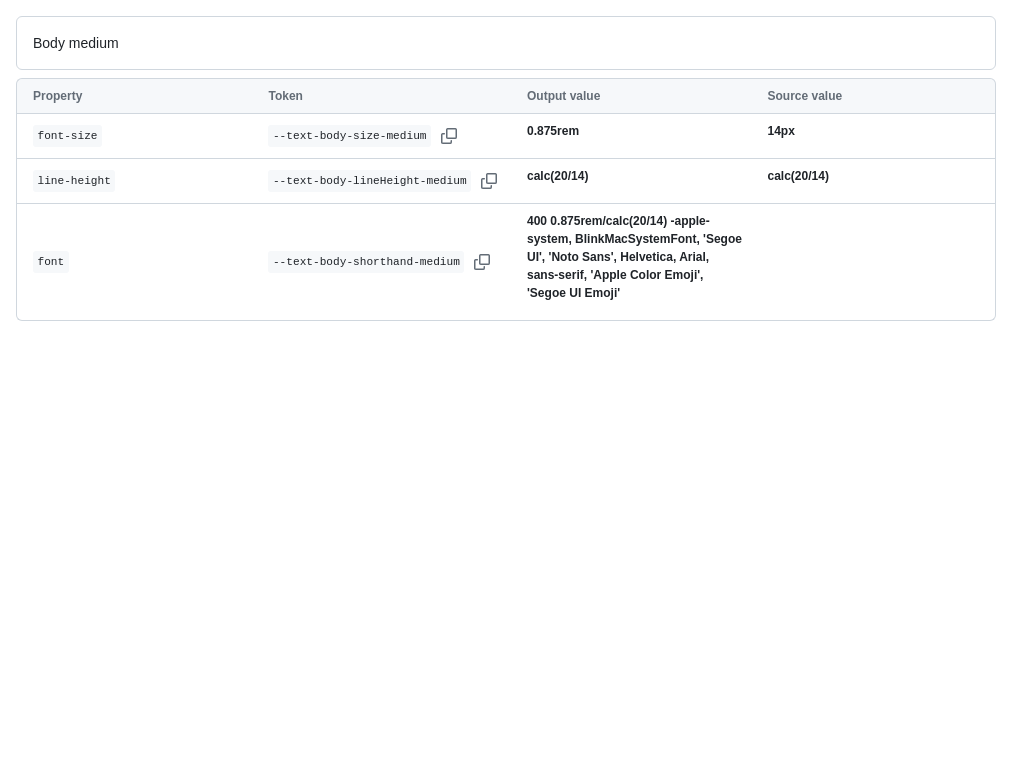 Body medium
Property Token Output value Source value
font-size --text-body-size-medium 0.875rem 14px
line-height --text-body-lineHeight-medium calc(20/14) calc(20/14)
font --text-body-shorthand-medium 400 0.875rem/calc(20/14) -apple-
system, BlinkMacSystemFont, 'Segoe
UI', 'Noto Sans', Helvetica, Arial,
sans-serif, 'Apple Color Emoji',
'Segoe UI Emoji'